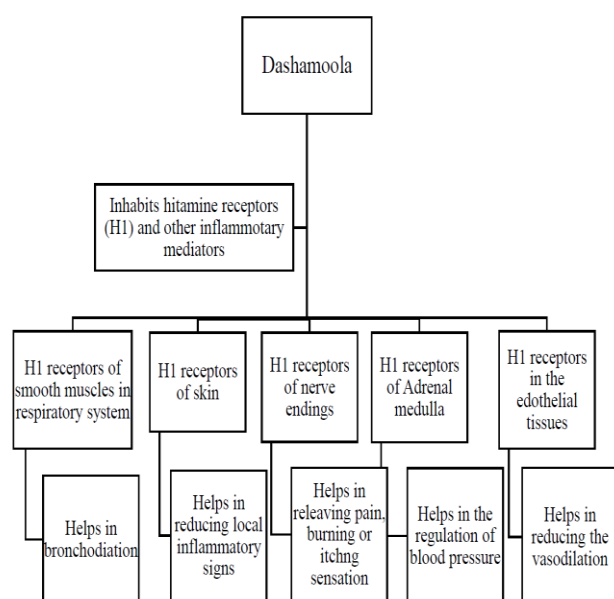 Dashamoola
Inhabits hitamine receptors
(H1) and other inflammotary
mediators
H1 receptors of
smooth muscles in
respiratory system
H1 receptors
of skin
H1 receptors
of nerve
endings
H1 receptors
of Adrenal
medulla
H1 receptors
in the
edothelial
tissues
Helps in
bronchodiation
Helps in
reducing local
inflammatory
signs
Helps in
releaving pain,
burning or
itchng
sensation
Helps in the
regulation of
blood pressure
Helps in
reducing the
vasodilation